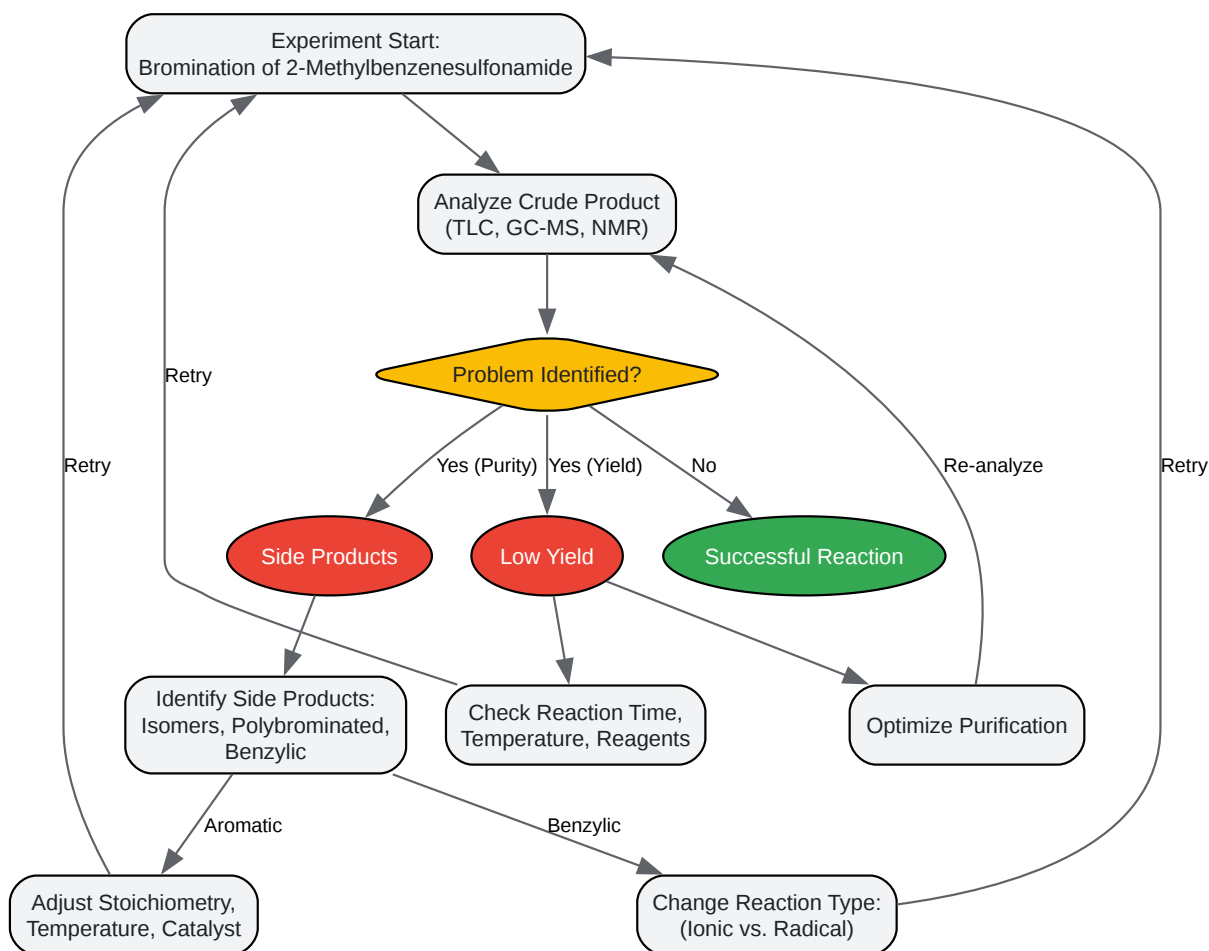 Experiment Start:
Bromination of 2-Methylbenzenesulfonamide
Analyze Crude Product
(TLC, GC-MS, NMR)
Retry
Problem Identified?
Retry
Yes (Purity)
Yes (Yield)
No
Re-analyze
Retry
Side Products
Low Yield
Successful Reaction
Identify Side Products:
Isomers, Polybrominated,
Benzylic
Check Reaction Time,
Temperature, Reagents
Optimize Purification
Aromatic
Benzylic
Adjust Stoichiometry,
Temperature, Catalyst
Change Reaction Type:
(Ionic vs. Radical)